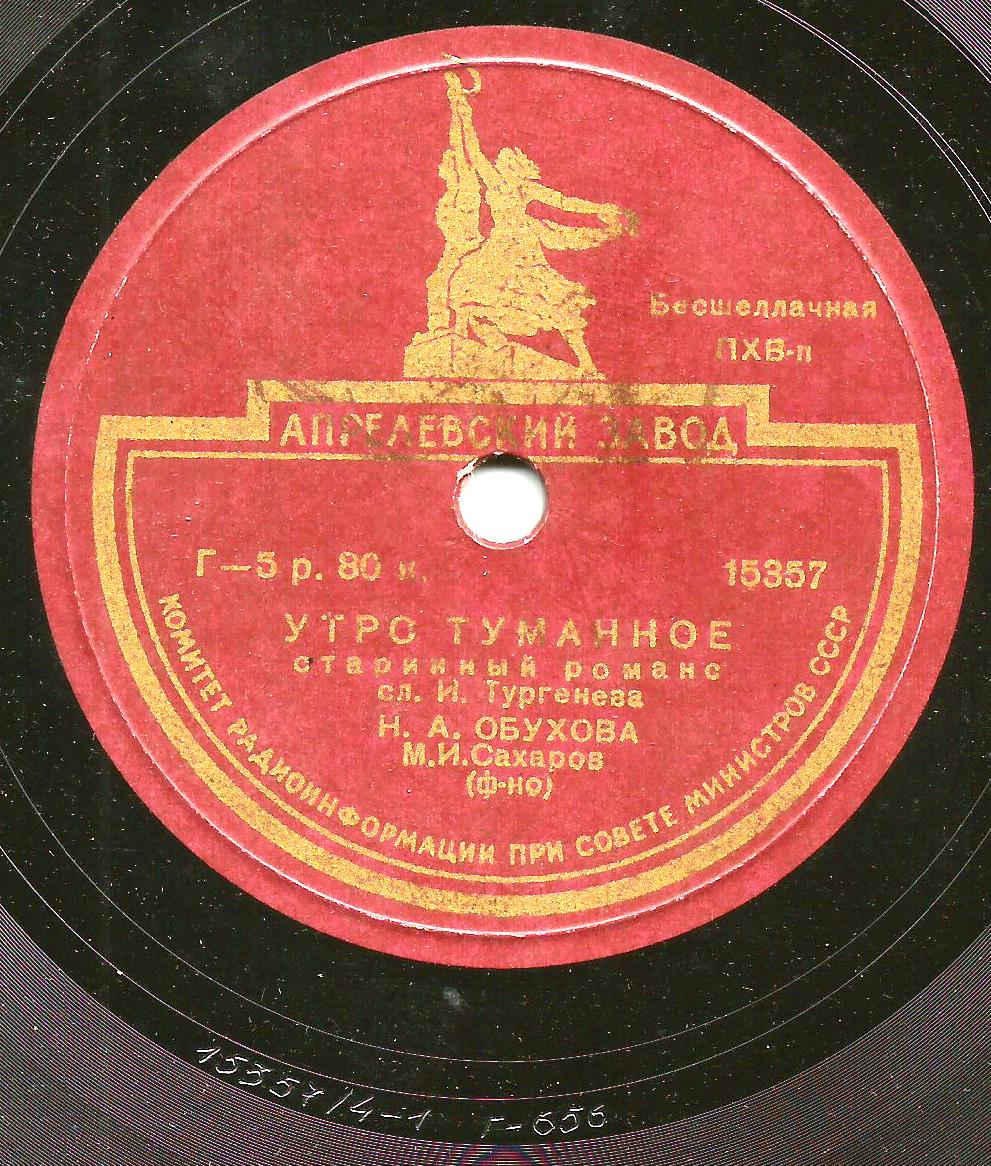 Бесшеллачная
ПХВ-п
АПРЕЛЕВСКИЙ ЗАВОД
Г—5 р. 80 к.
15357
УТРО ТУМАННОЕ
старинный романс
сл. И. Тургенева
Н. А. ОБУХОВА
М.И.Сахаров
(ф-но)
КОМИТЕТ РАДИОИНФОРМАЦИИ ПРИ СОВЕТЕ МИНИСТРОВ СССР
15357/4-1 Г-656